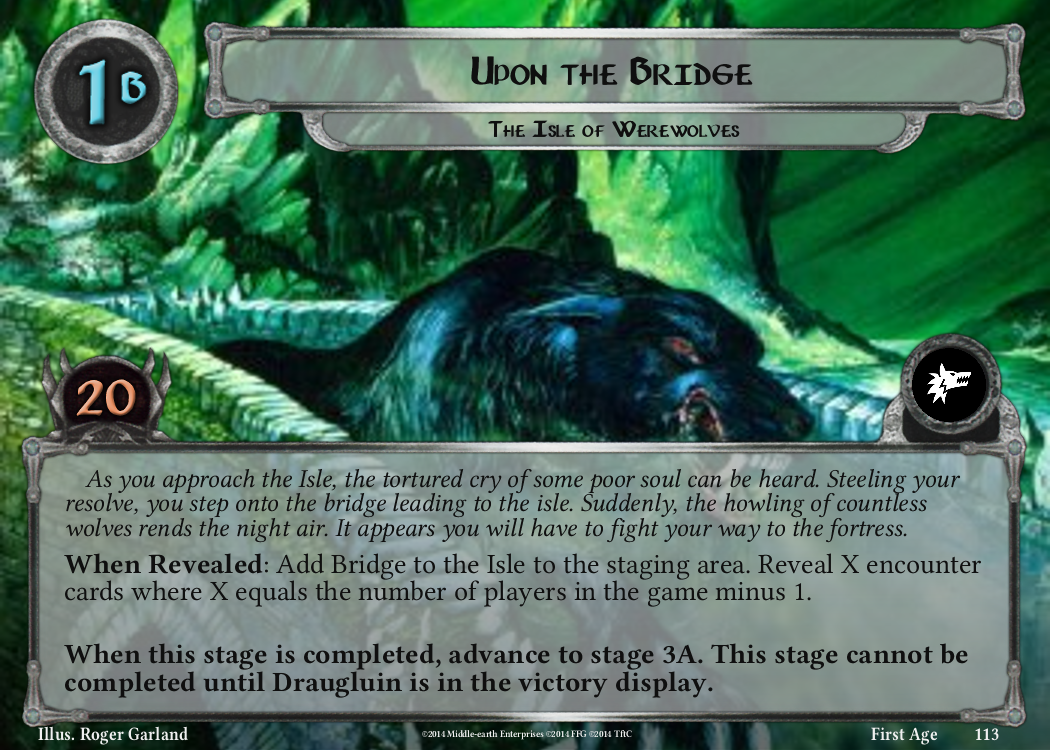 1B
Upon the Bridge
The Isle of Werewolves
20
As you approach the Isle, the tortured cry of some poor soul can be heard. Steeling your
resolve, you step onto the bridge leading to the isle. Suddenly, the howling of countless
wolves rends the night air. It appears you will have to fight your way to the fortress.
When Revealed: Add Bridge to the Isle to the staging area. Reveal X encounter
cards where X equals the number of players in the game minus 1.
When this stage is completed, advance to stage 3A. This stage cannot be
completed until Draugluin is in the victory display.
Illus. Roger Garland
©2014 Middle-earth Enterprises ©2014 FFG ©2014 TftC
First Age
113